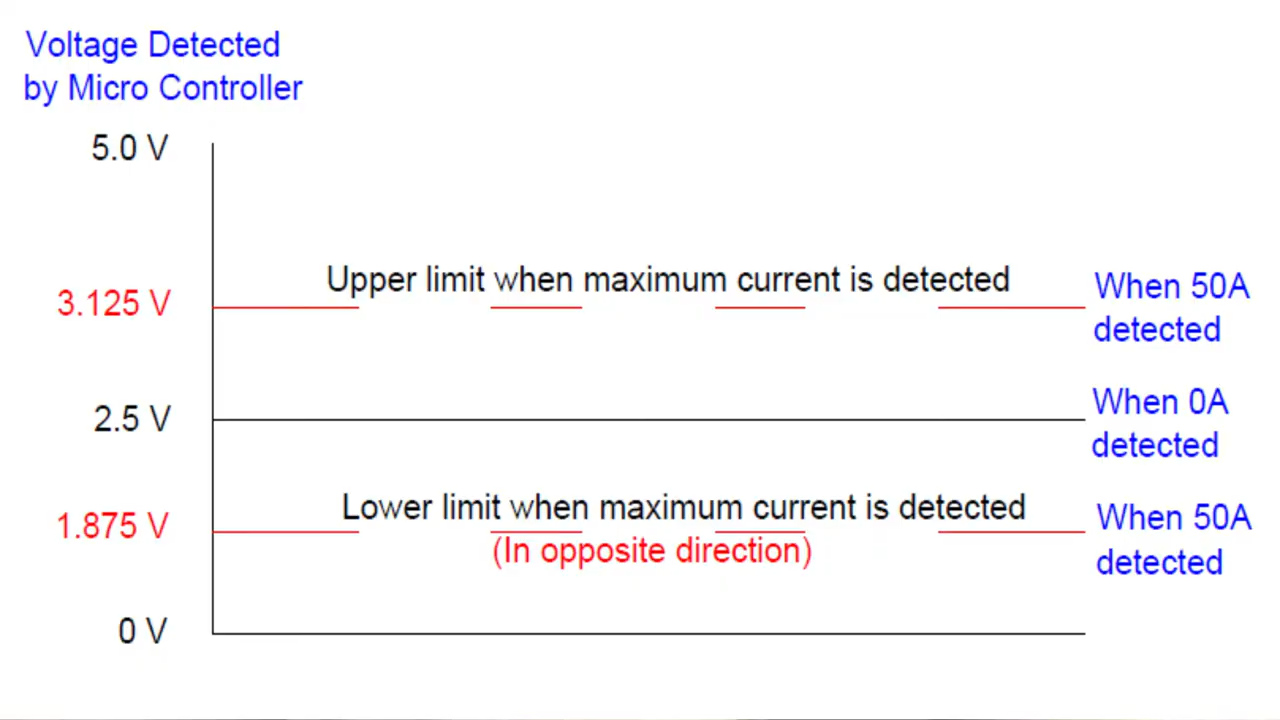 Voltage Detected
by Micro Controller
5.0 V
Upper limit when maximum current is detected
3.125 V
When 50A
detected
2.5 V
When 0A
detected
Lower limit when maximum current is detected
1.875 V
(In opposite direction)
When 50A
detected
0 V